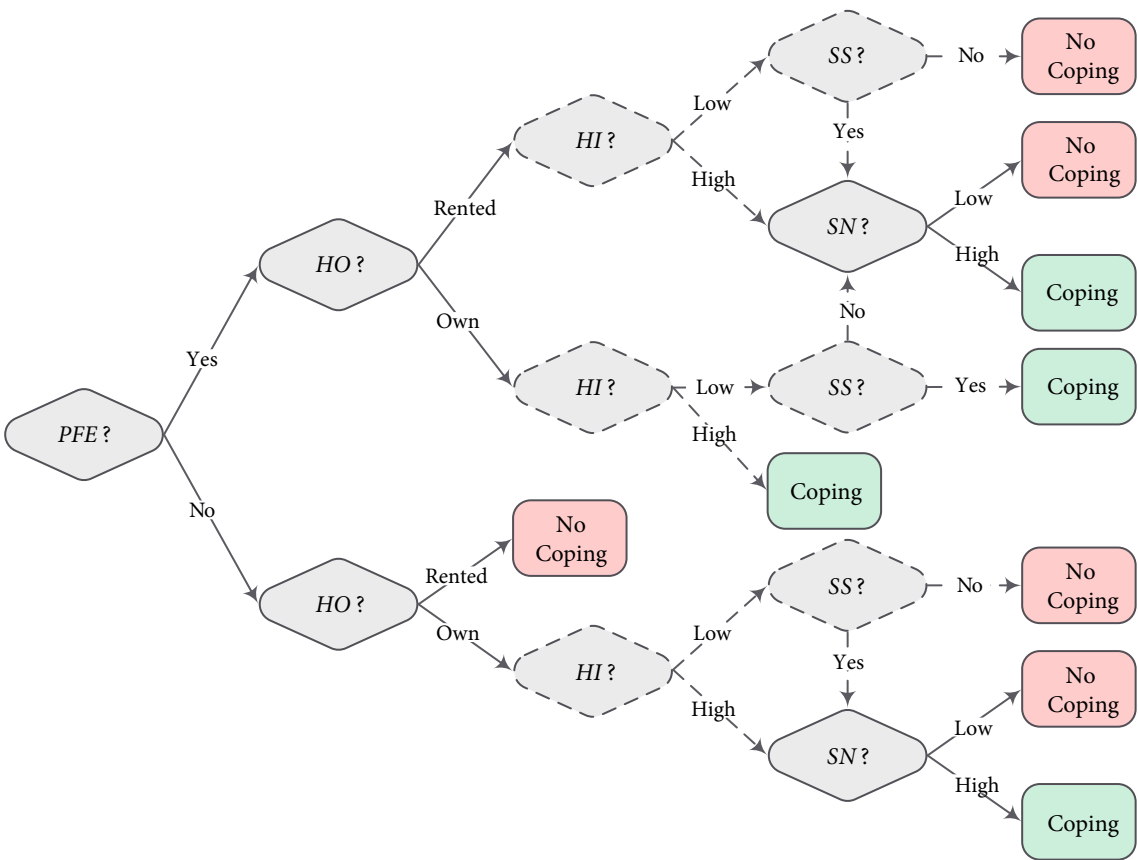 SS?
No
No
Coping
Low
HI?
Yes
High
No
Coping
Rented
SN?
Low
High
HO?
Coping
Own
No
Yes
HI?
Low
SS?
Yes
Coping
High
PFE?
Coping
No
No
Coping
Rented
HO?
Own
SS?
No
No
Coping
Low
HI?
Yes
High
No
Coping
SN?
Low
High
Coping